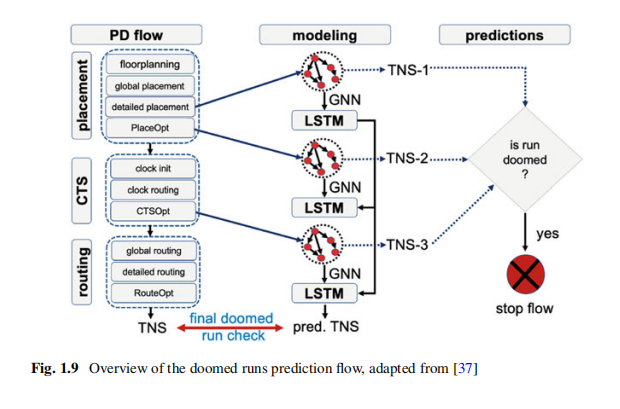 PD flow
modeling
predictions
placement
floorplanning
global placement
detailed placement
PlaceOpt
CTS
clock init
clock routing
CTSOpt
routing
global routing
detailed routing
RouteOpt
TNS
final doomed
run check
GNN
LSTM
GNN
LSTM
GNN
LSTM
pred. TNS
TNS-1
TNS-2
TNS-3
is run
doomed
?
yes
stop flow
Fig. 1.9 Overview of the doomed runs prediction flow, adapted from [37]